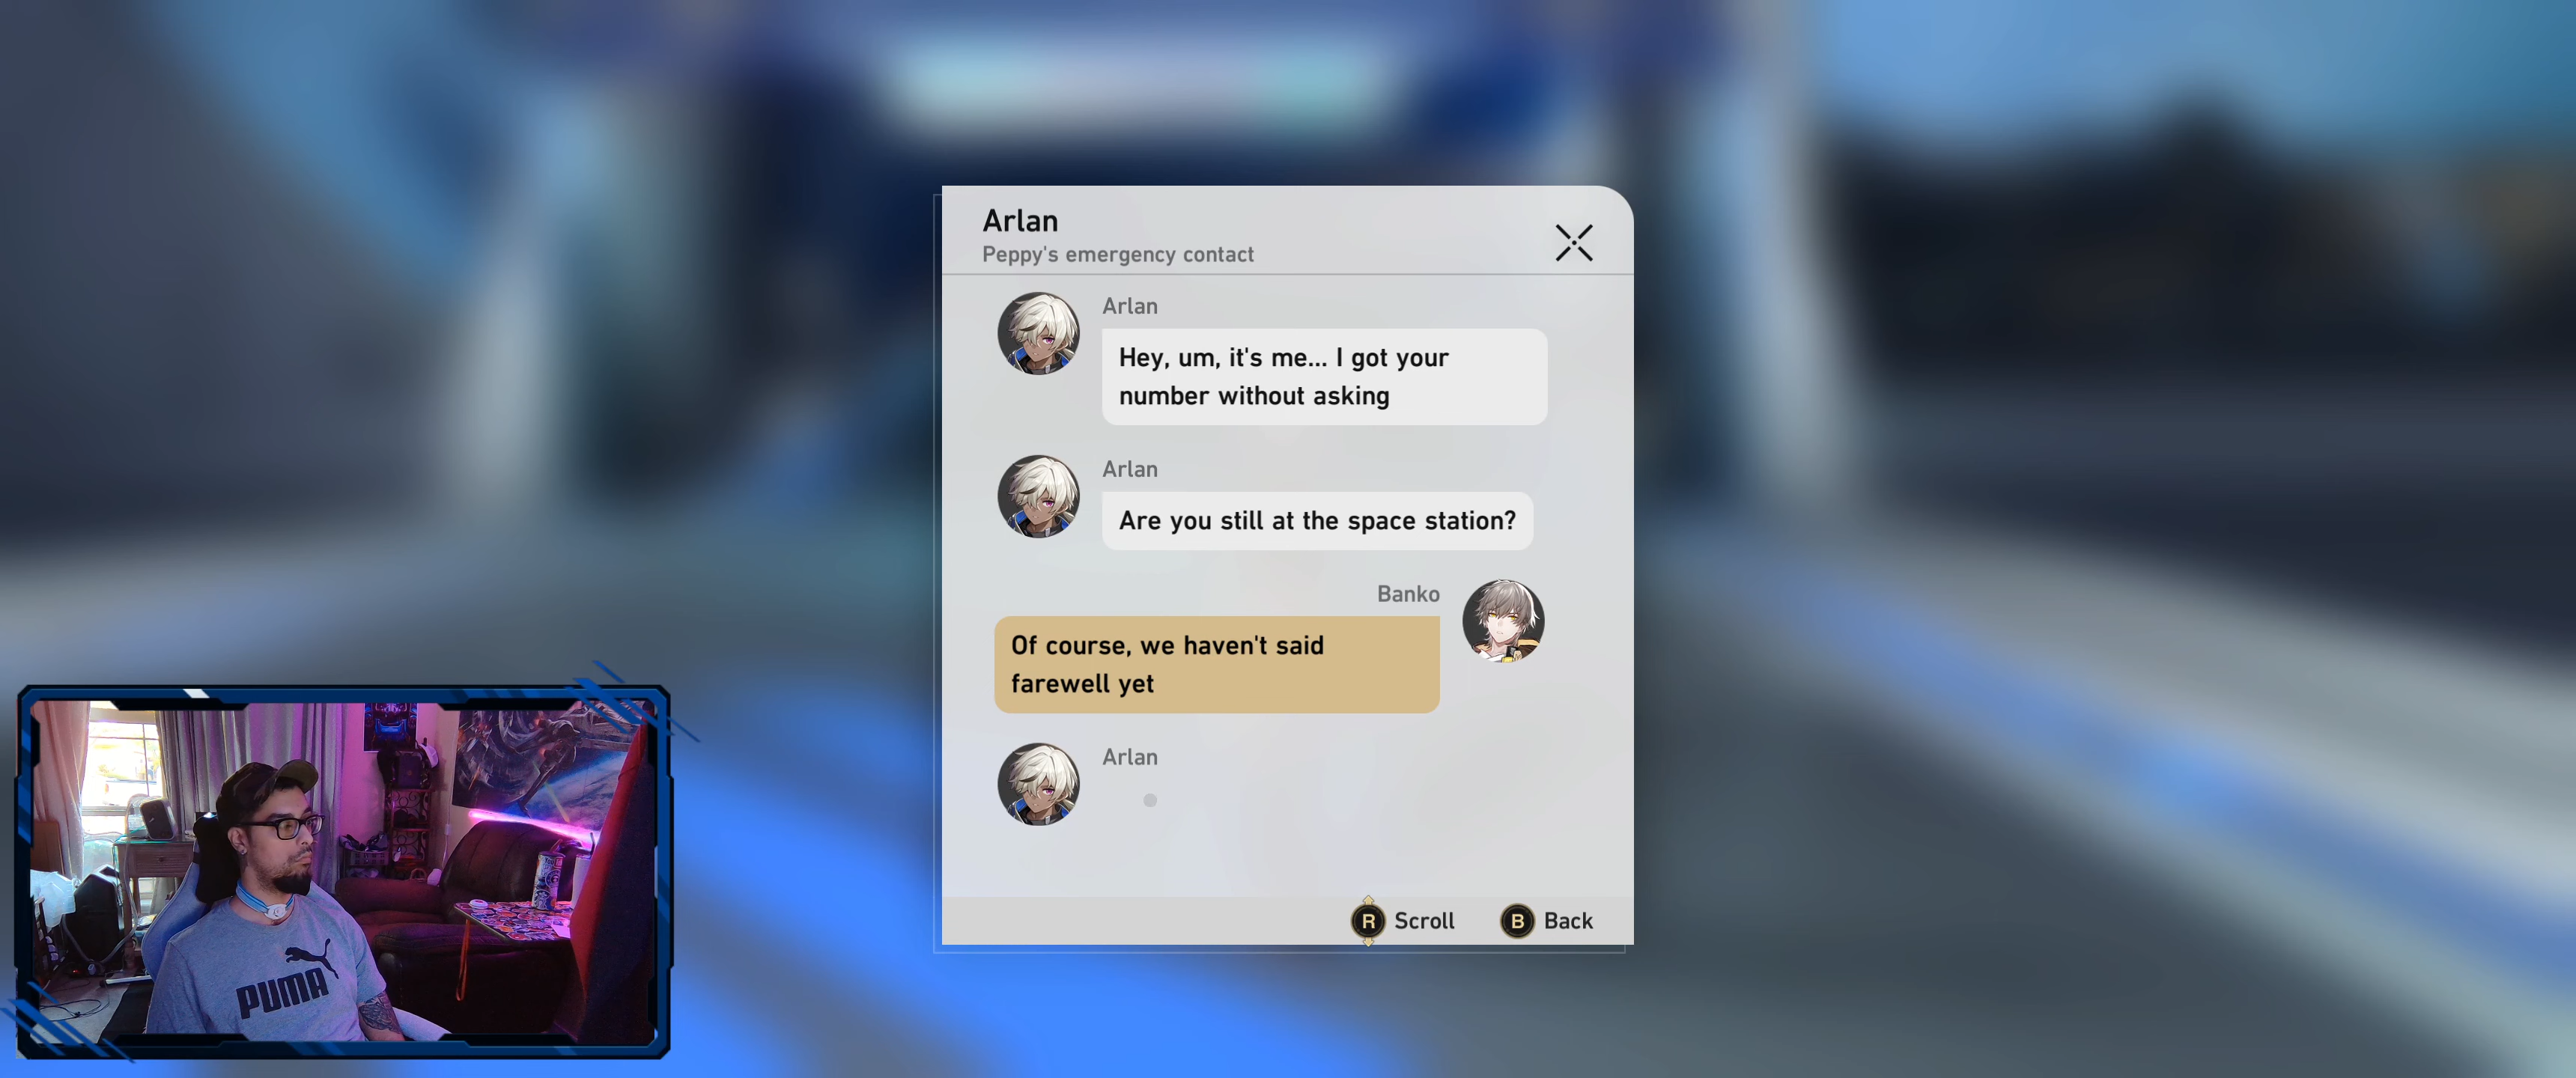 Arlan
Peppy's emergency contact
Arlan
Hey, um, it's me... I got your
number without asking
Arlan
Are you still at the space station?
Banko
Of course, we haven't said
farewell yet
Arlan
R Scroll
B Back
PUMA